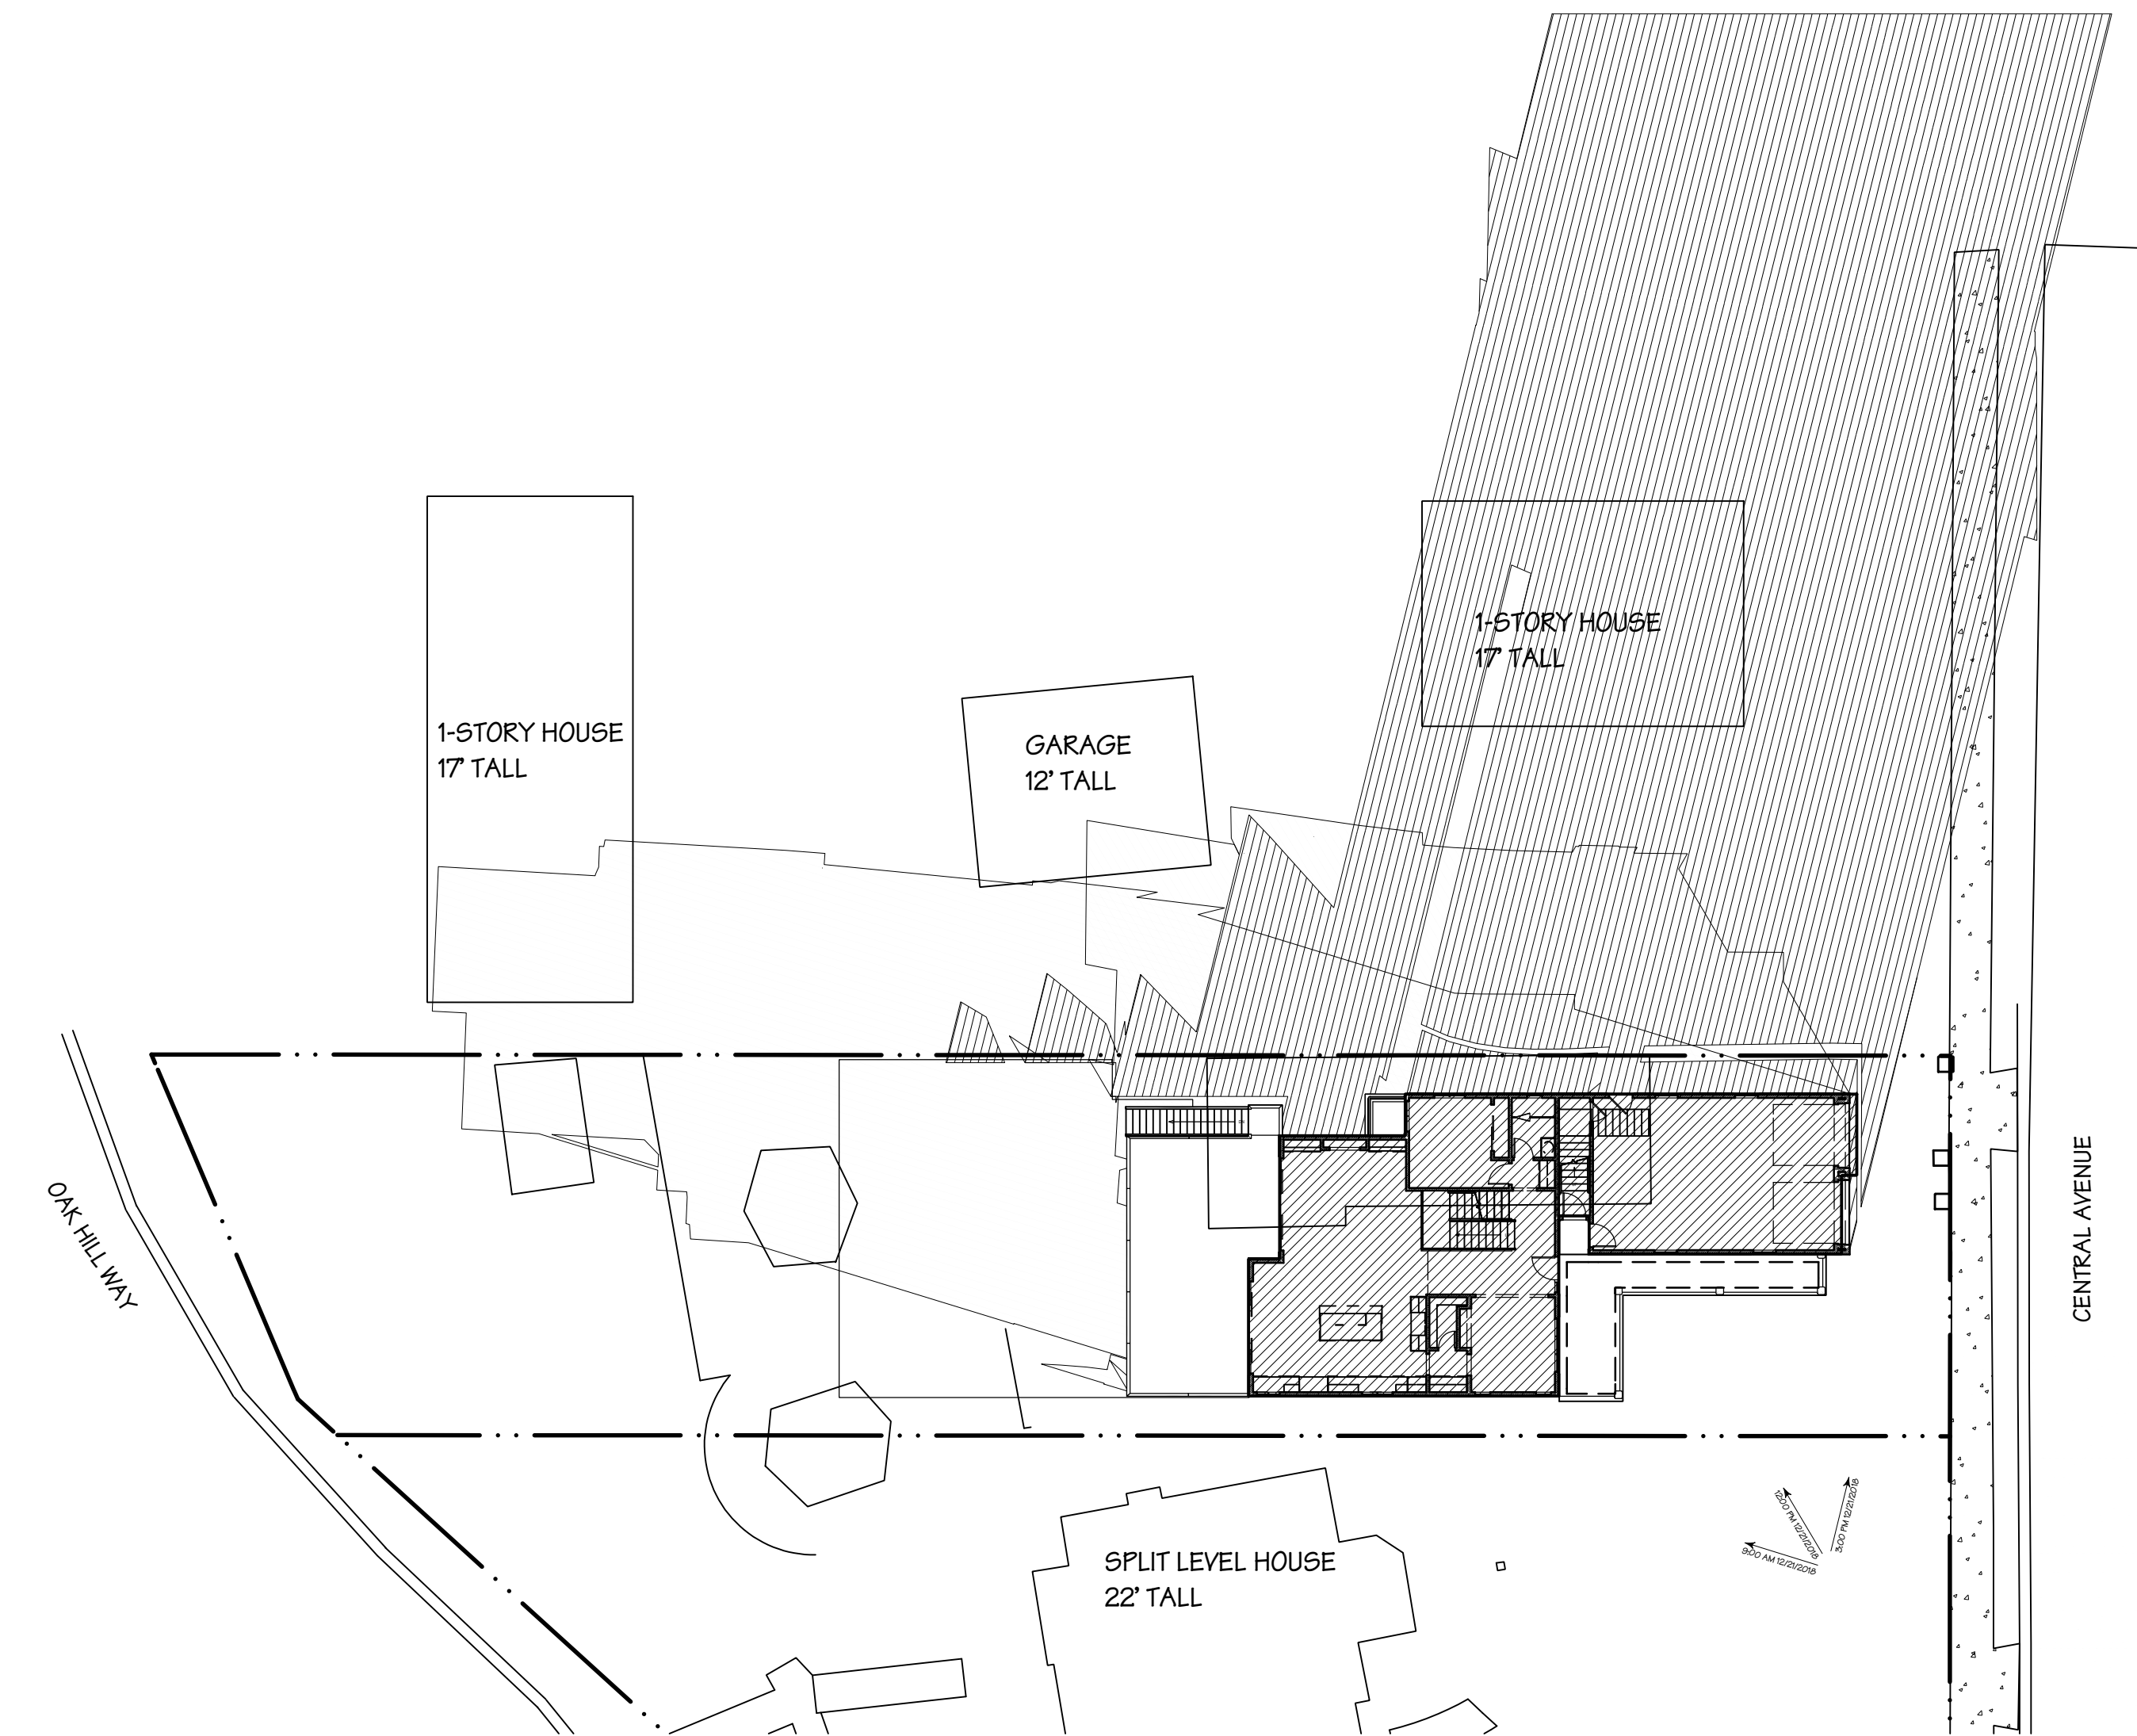 1-STORY HOUSE
17' TALL
1-STORY HOUSE
17' TALL
GARAGE
12' TALL
OAK HILL WAY
CENTRAL AVENUE
SPLIT LEVEL HOUSE
22' TALL
12:00 PM 12/21/2018
3:00 PM 12/21/2018
9:00 AM 12/21/2018